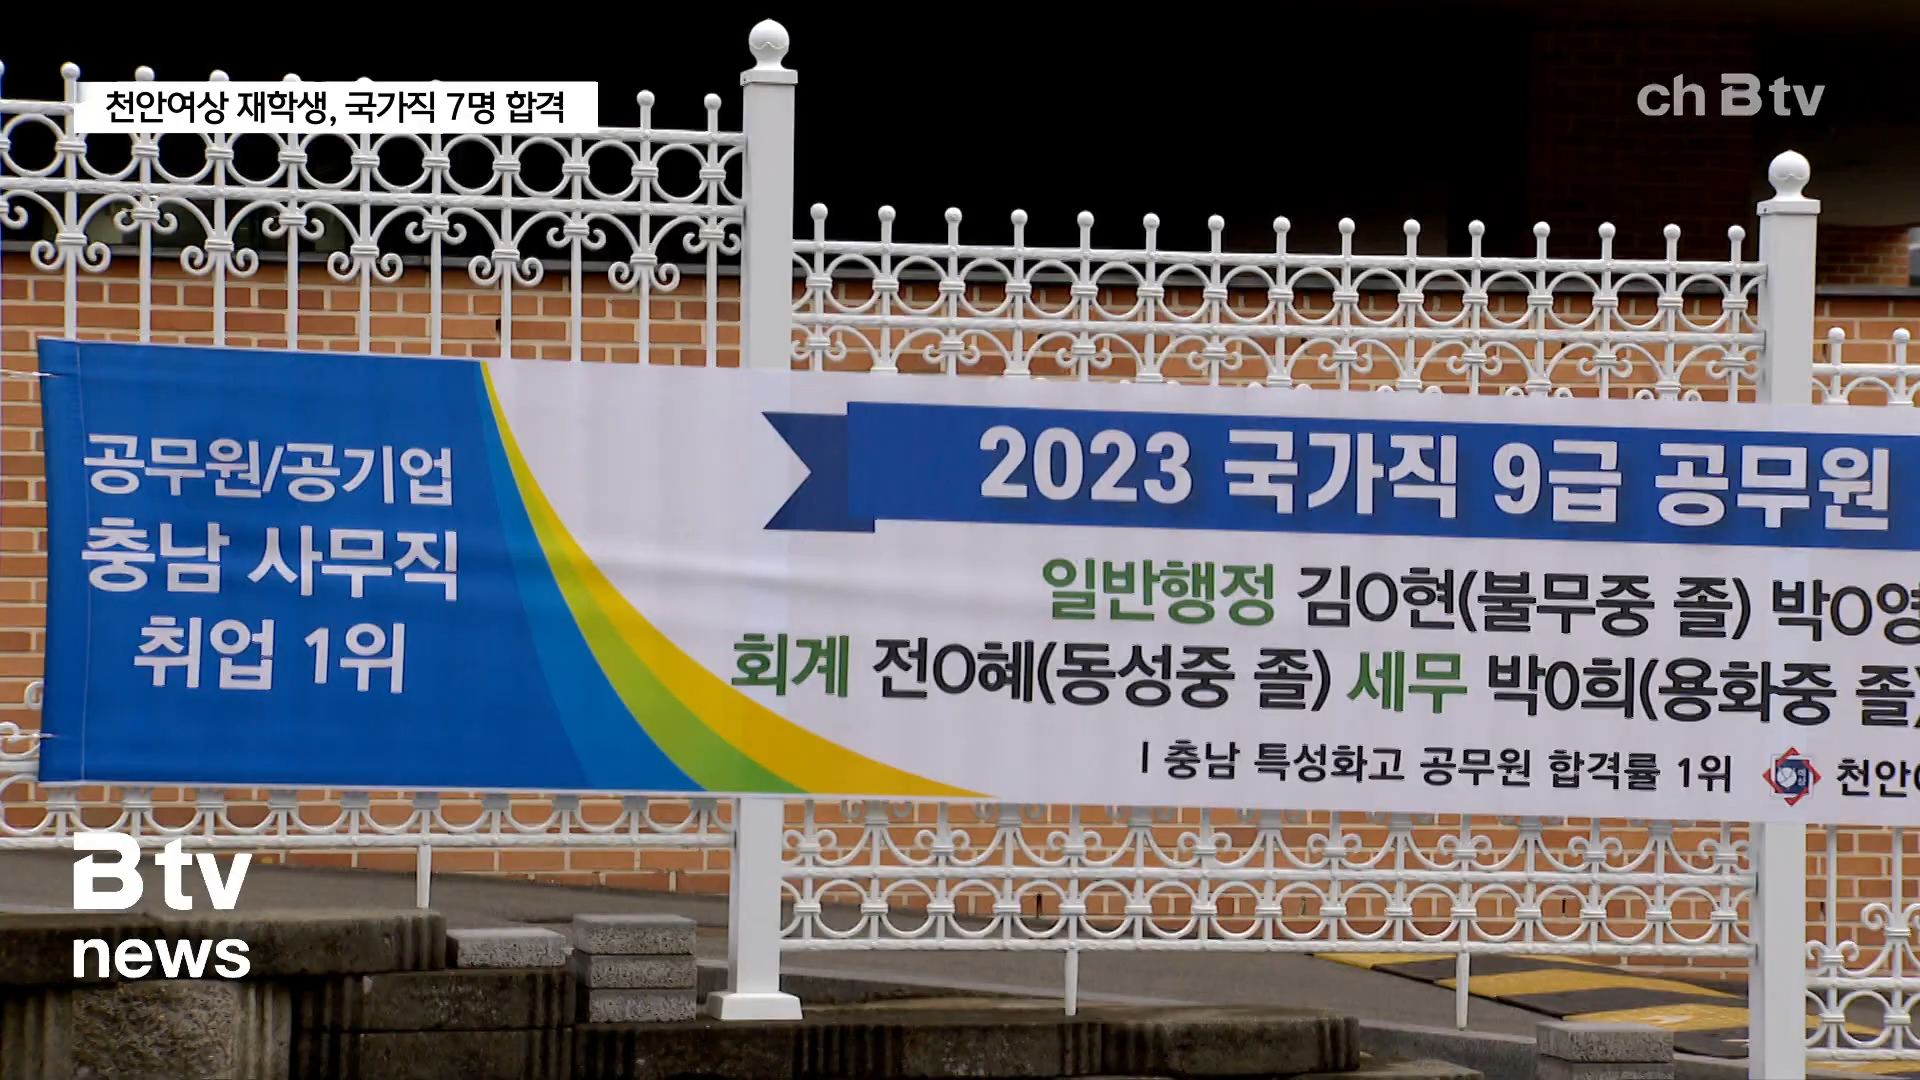 천안여상 재학생, 국가직 7명 합격
ch B tv
공무원/공기업
충남 사무직
취업 1위
2023 국가직 9급 공무원
일반행정 김O현(불무중 졸) 박O영
회계 전O혜(동성중 졸) 세무 박O희(용화중 졸)
I 충남 특성화고 공무원 합격률 1위 천안
B tv
news